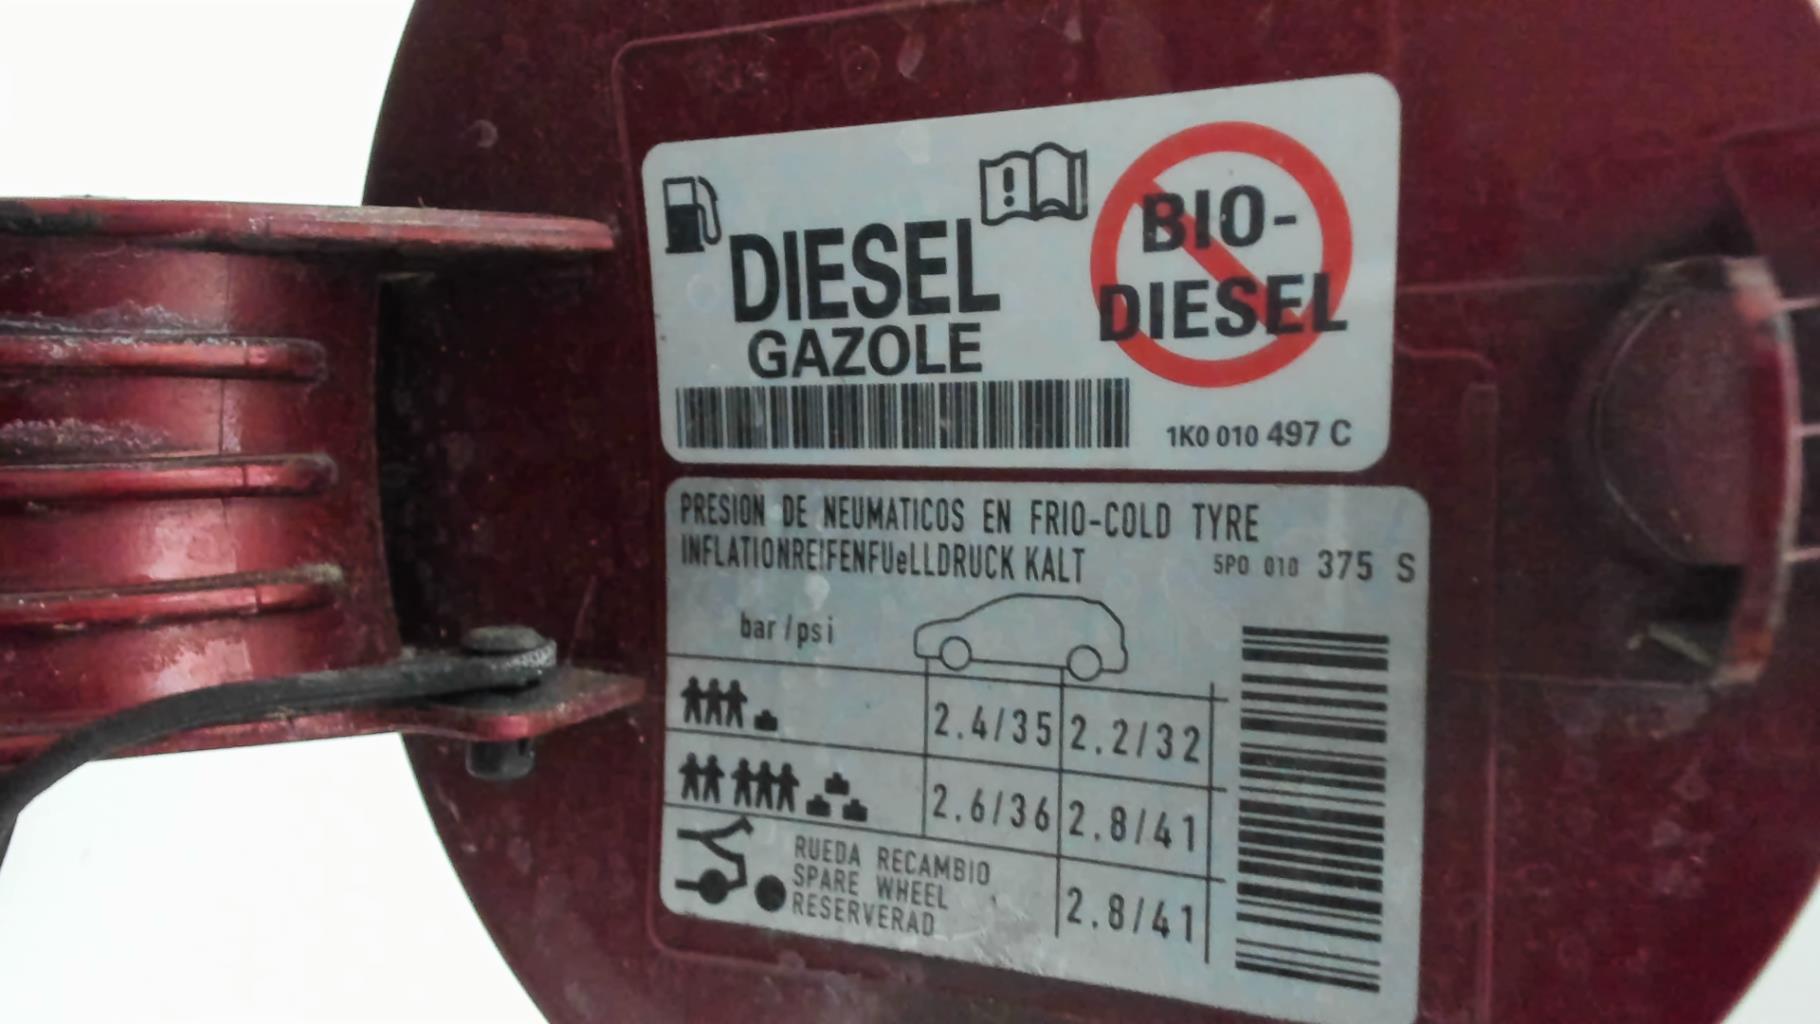 DIESEL
GAZOLE
BIO-
DIESEL
1K0 010 497 C
PRESION DE NEUMATICOS EN FRIO-COLD TYRE
INFLATIONREIFENFUeLLDRUCK KALT
5P0 010 375 S
bar/psi
2.4/35 2.2/32
2.6/36 2.8/41
RUEDA RECAMBIO
SPARE WHEEL
RESERVERAD
2.8/41